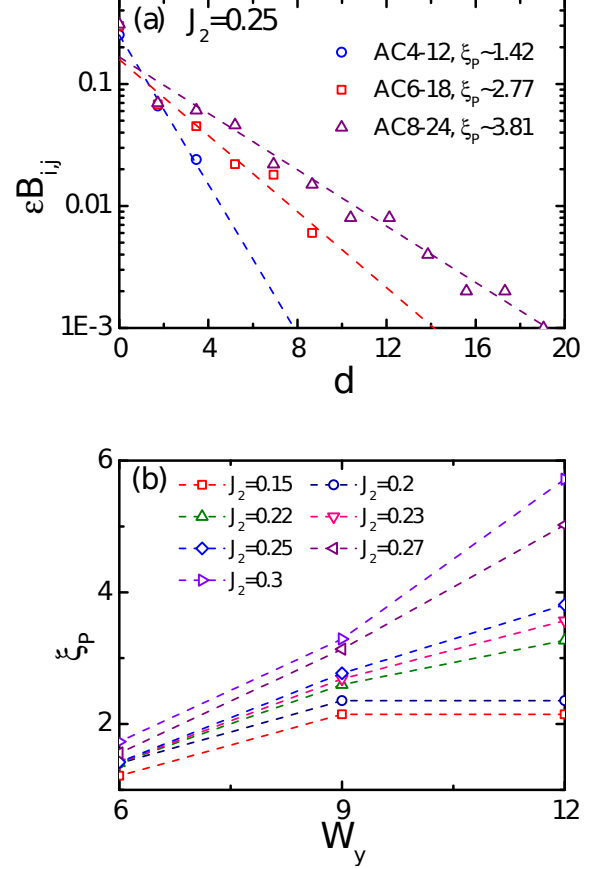 (a) J₂=0.25
AC4-12, ξₚ~1.42
AC6-18, ξₚ~2.77
AC8-24, ξₚ~3.81
0.1
0.01
1E-3
εB_{i,j}
0 4 8 12 16 20
d
(b)
J₂=0.15 J₂=0.2
J₂=0.22 J₂=0.23
J₂=0.25 J₂=0.27
J₂=0.3
6
4
2
ξ_P
6 9 12
W_y